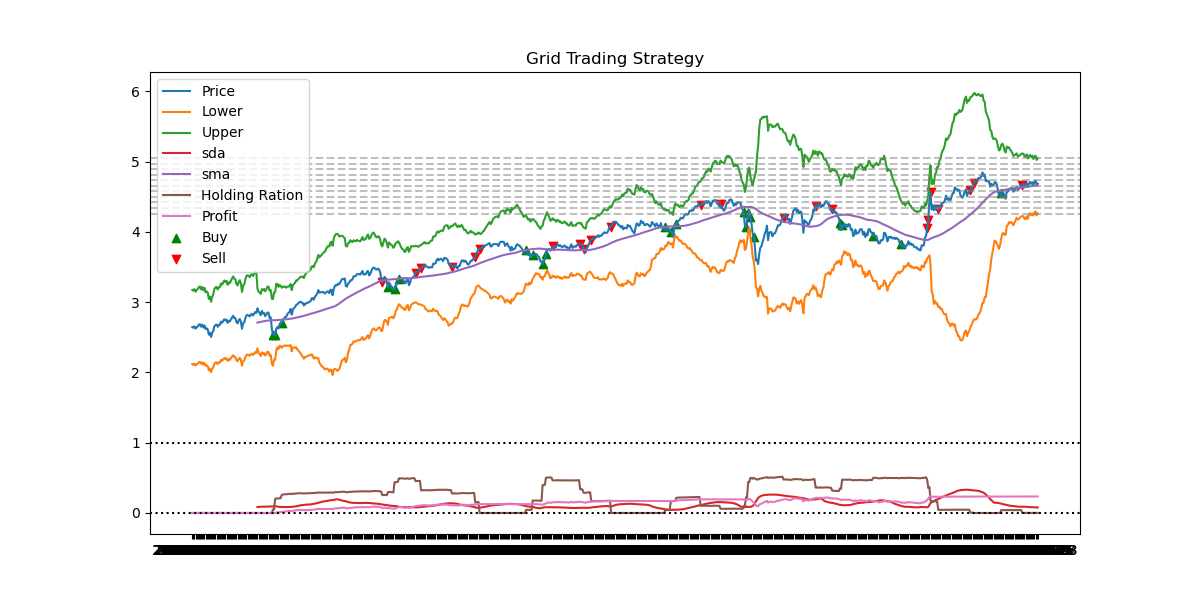 Grid Trading Strategy
Price
Lower
Upper
sda
sma
Holding Ration
Profit
Buy
Sell
6
5
4
3
2
1
0